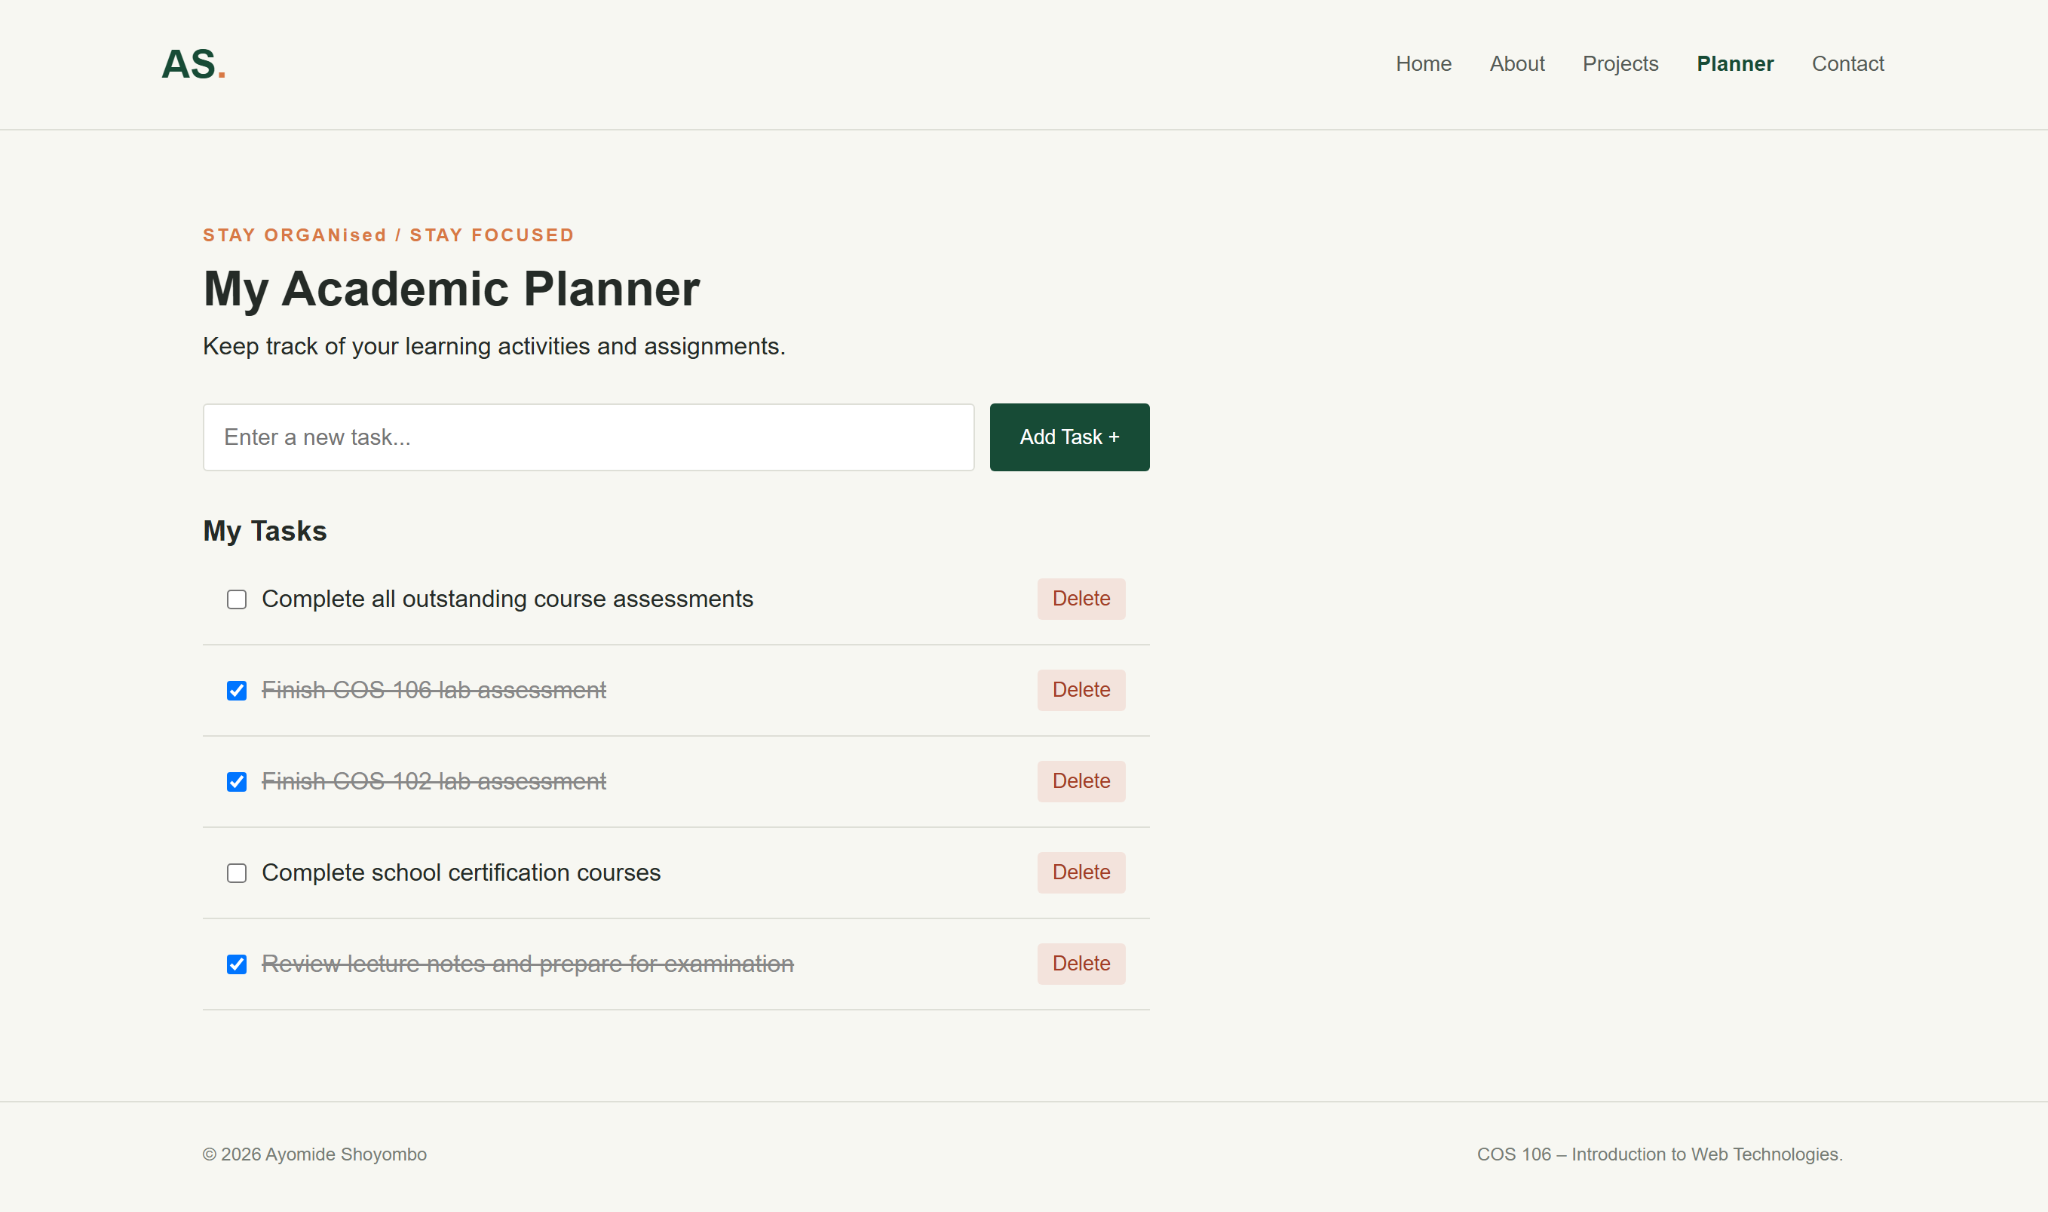 AS.
Home About Projects Planner Contact
STAY ORGANised / STAY FOCUSED
My Academic Planner
Keep track of your learning activities and assignments.
Enter a new task...
Add Task +
My Tasks
Complete all outstanding course assessments Delete
Finish COS 106 lab assessment Delete
Finish COS 102 lab assessment Delete
Complete school certification courses Delete
Review lecture notes and prepare for examination Delete
© 2026 Ayomide Shoyombo COS 106 – Introduction to Web Technologies.